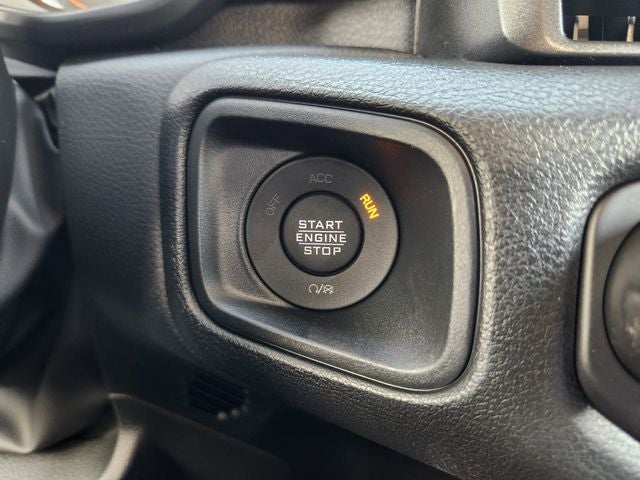 OFF
ACC
RUN
START
ENGINE
STOP